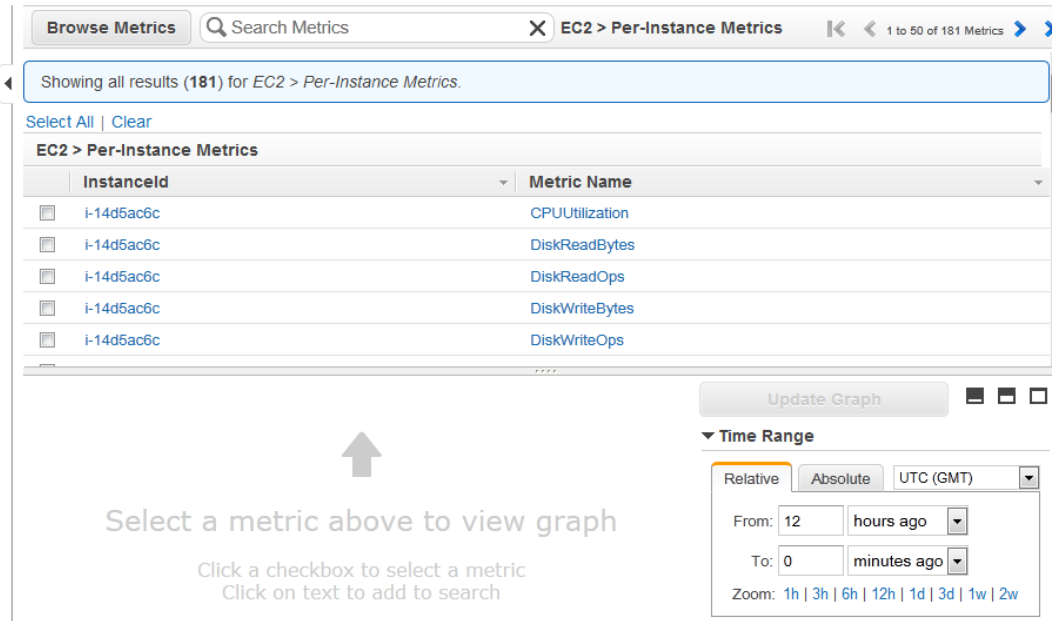 Browse Metrics Search Metrics EC2 > Per-Instance Metrics 1 to 50 of 181 Metrics
Showing all results (181) for EC2 > Per-Instance Metrics.
Select All | Clear
EC2 > Per-Instance Metrics
InstanceId Metric Name
i-14d5ac6c CPUUtilization
i-14d5ac6c DiskReadBytes
i-14d5ac6c DiskReadOps
i-14d5ac6c DiskWriteBytes
i-14d5ac6c DiskWriteOps
Update Graph
Time Range
Relative Absolute UTC (GMT)
Select a metric above to view graph
From: 12 hours ago
Click a checkbox to select a metric
To: 0 minutes ago
Click on text to add to search
Zoom: 1h | 3h | 6h | 12h | 1d | 3d | 1w | 2w